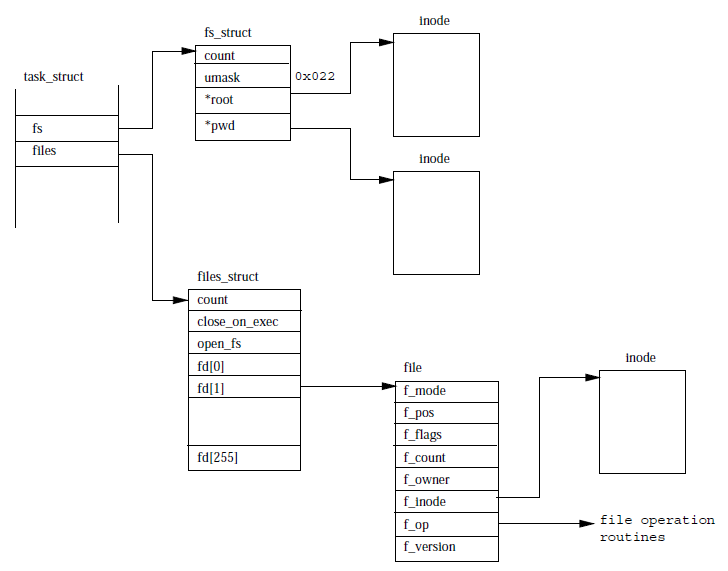 inode
fs_struct
count
task_struct
umask
0x022
*root
fs
*pwd
files
inode
files_struct
count
close_on_exec
open_fs
fd[0]
fd[1]
fd[255]
file
f_mode
f_pos
f_flags
f_count
f_owner
f_inode
f_op
f_version
inode
file operation
routines